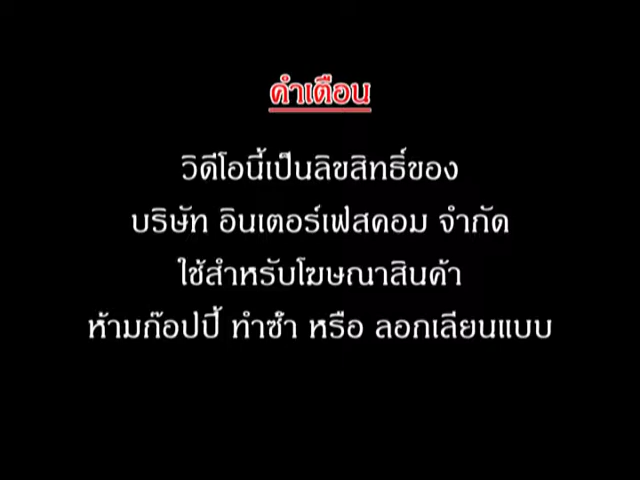 คำเตือน
วิดีโอนี้เป็นลิขสิทธิ์ของ
บริษัท อินเตอร์เฟสคอม จำกัด
ใช้สำหรับโฆษณาสินค้า
ห้ามก๊อปปี้ ทำซ้ำ หรือ ลอกเลียนแบบ